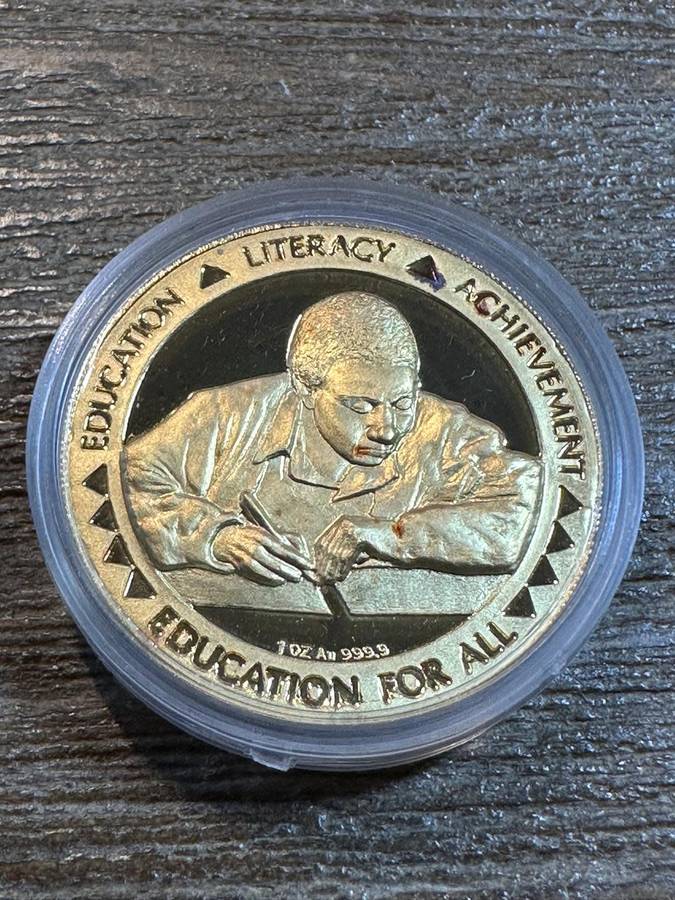 EDUCATION LITERACY ACHIEVEMENT
1 OZ Au 999.9
EDUCATION FOR ALL